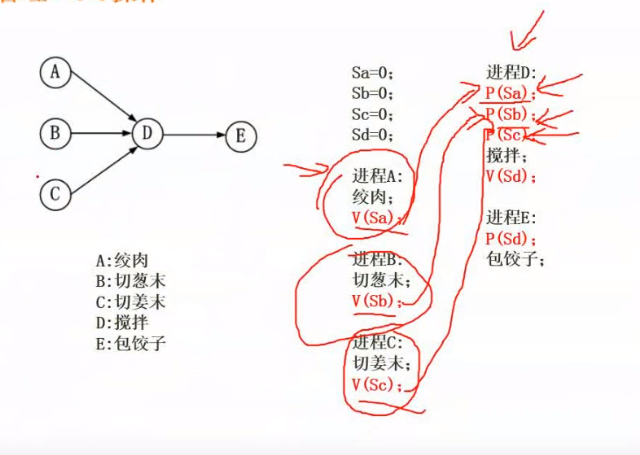 A
B
C
D
E
A:绞肉
B:切葱末
C:切姜末
D:搅拌
E:包饺子
Sa=0;
Sb=0;
Sc=0;
Sd=0;
进程A:
绞肉;
V(Sa);
进程B:
切葱末;
V(Sb);
进程C:
切姜末;
V(Sc);
进程D:
P(Sa);
P(Sb);
P(Sc);
搅拌;
V(Sd);
进程E:
P(Sd);
包饺子;